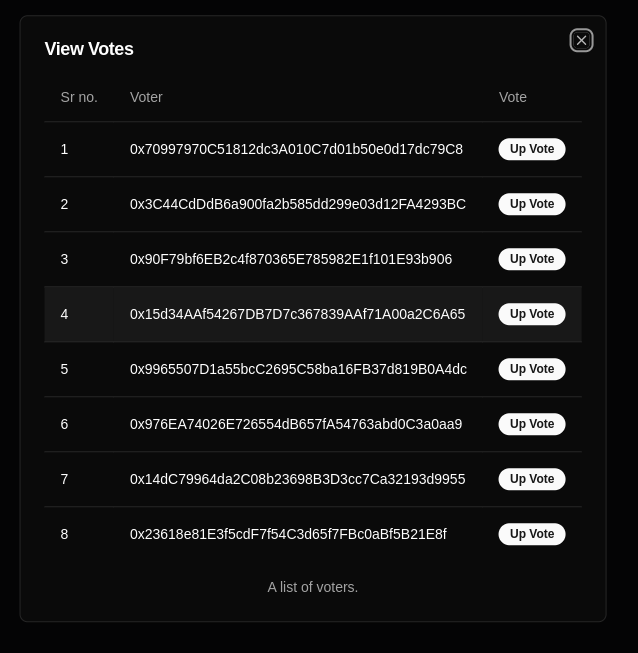 View Votes
Sr no. Voter Vote
1 0x70997970C51812dc3A010C7d01b50e0d17dc79C8 Up Vote
2 0x3C44CdDdB6a900fa2b585dd299e03d12FA4293BC Up Vote
3 0x90F79bf6EB2c4f870365E785982E1f101E93b906 Up Vote
4 0x15d34AAf54267DB7D7c367839AAf71A00a2C6A65 Up Vote
5 0x9965507D1a55bcC2695C58ba16FB37d819B0A4dc Up Vote
6 0x976EA74026E726554dB657fA54763abd0C3a0aa9 Up Vote
7 0x14dC79964da2C08b23698B3D3cc7Ca32193d9955 Up Vote
8 0x23618e81E3f5cdF7f54C3d65f7FBc0aBf5B21E8f Up Vote
A list of voters.